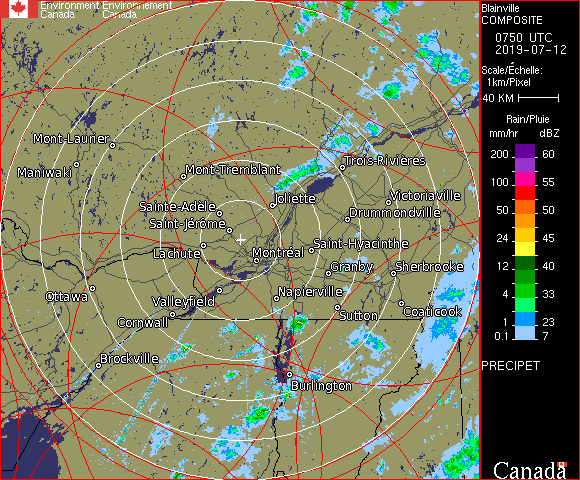 Environment Environnement
Canada Canada
Blainville
COMPOSITE
0750 UTC
2019-07-12
Scale/Échelle:
1km/Pixel
40 KM
Rain/Pluie
mm/hr dBZ
200 60
100 55
50 50
24 45
12 40
4 33
1 23
0.1 7
PRECIPET
Canada
Mont-Laurier
Maniwaki
Mont-Tremblant
Trois-Rivières
Joliette
Victoriaville
Sainte-Adèle
Drummondville
Saint-Jérôme
Saint-Hyacinthe
Lachute
Montréal
Granby
Sherbrooke
Ottawa
Valleyfield
Napierville
Cornwall
Sutton
Coaticook
Brockville
Burlington